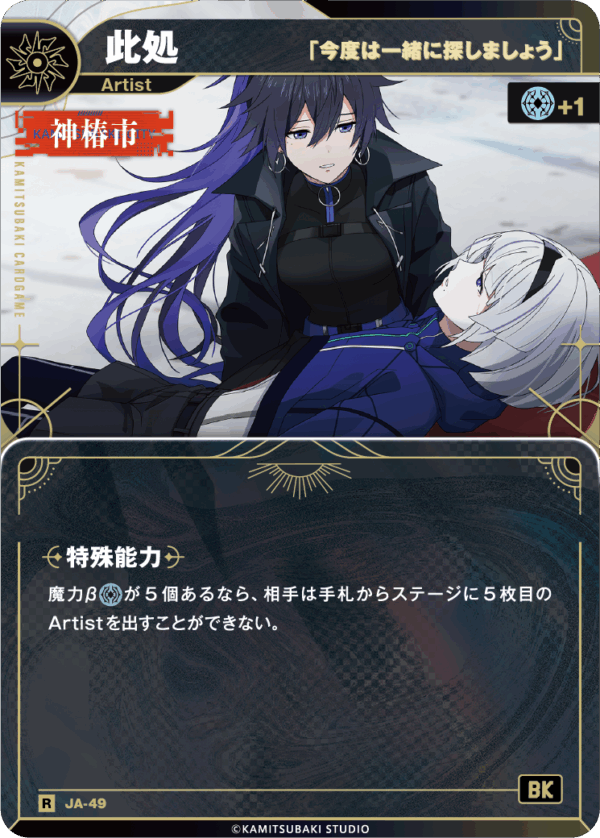 此処
「今度は一緒に探しましょう」
Artist
+1
神椿市
KAMITSUBAKI CARDGAME
特殊能力
魔力βが5個あるなら、相手は手札からステージに5枚目の
Artistを出すことができない。
BK
R JA-49
©KAMITSUBAKI STUDIO